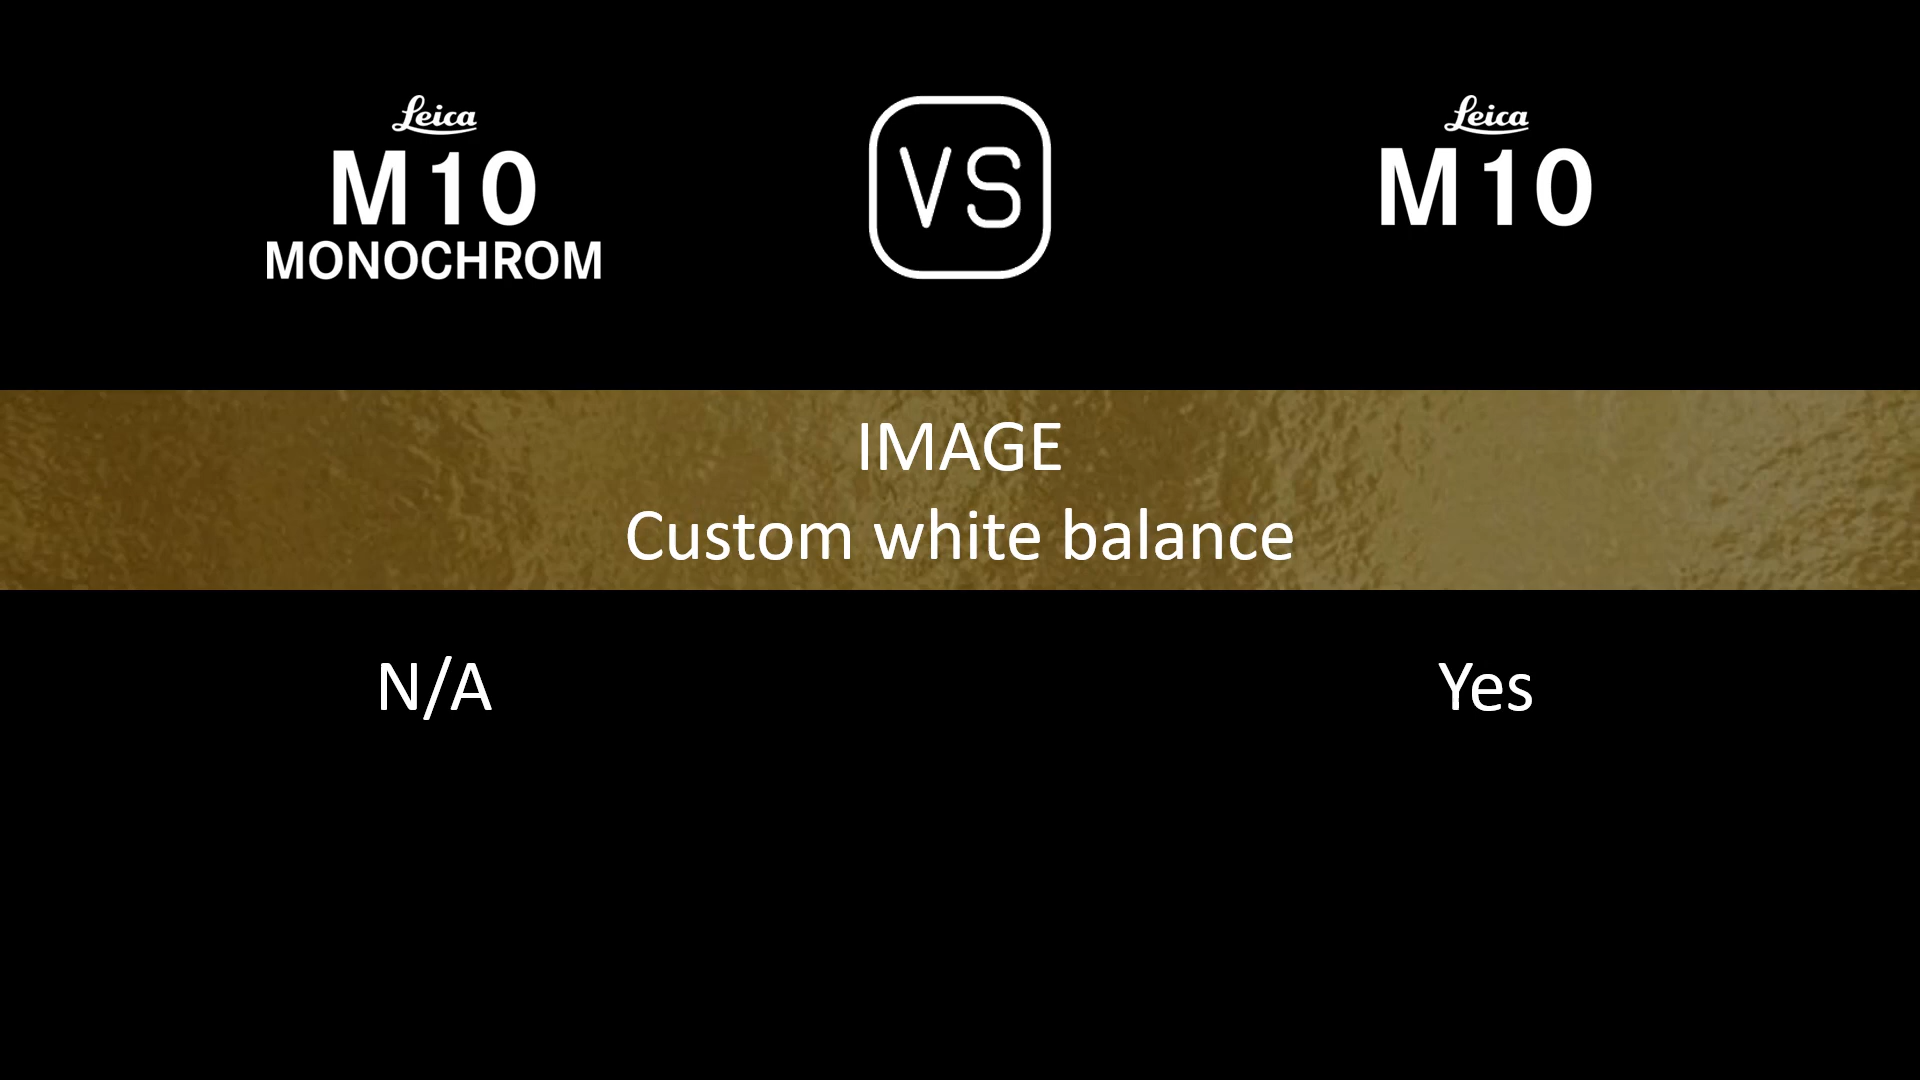 Leica
M10
MONOCHROM
VS
Leica
M10
IMAGE
Custom white balance
N/A
Yes